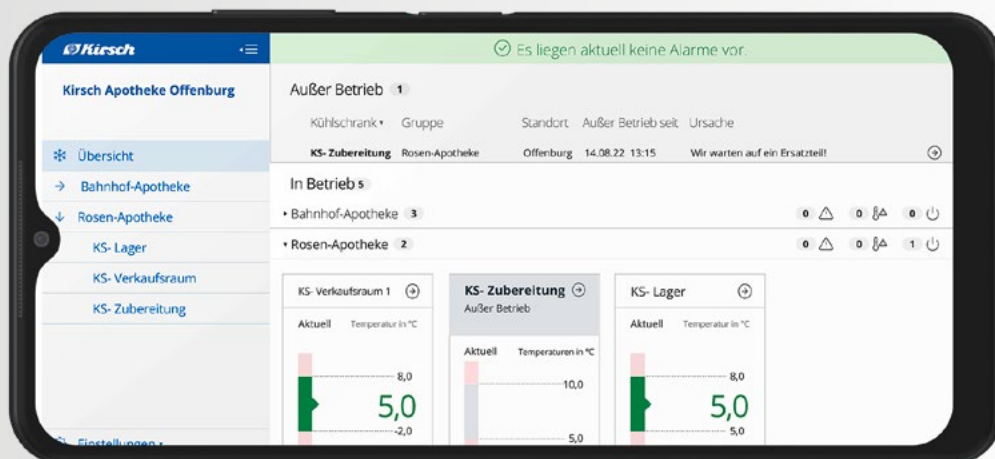 Kirsch
Es liegen aktuell keine Alarme vor.
Kirsch Apotheke Offenburg
Übersicht
Bahnhof-Apotheke
Rosen-Apotheke
KS- Lager
KS- Verkaufsraum
KS- Zubereitung
Einstellungen
Außer Betrieb 1
Kühlschrank Gruppe Standort Außer Betrieb seit Ursache
KS- Zubereitung Rosen-Apotheke Offenburg 14.08.22 13:15 Wir warten auf ein Ersatzteil!
In Betrieb 5
Bahnhof-Apotheke 3 0 0 0
Rosen-Apotheke 2 0 0 1
KS- Verkaufsraum 1
Aktuell Temperatur in °C
8,0
5,0
-2,0
KS- Zubereitung
Außer Betrieb
Aktuell Temperaturen in °C
10,0
5,0
KS- Lager
Aktuell Temperatur in °C
8,0
5,0
5,0